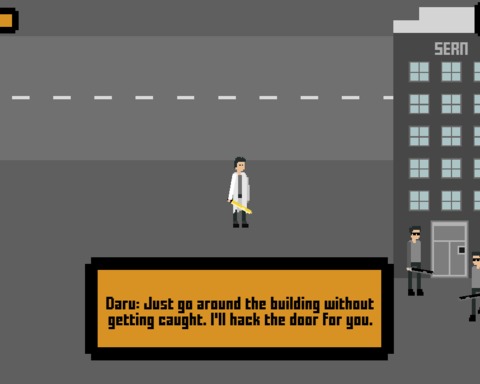 SERN
Daru: Just go around the building without
getting caught. I'll hack the door for you.